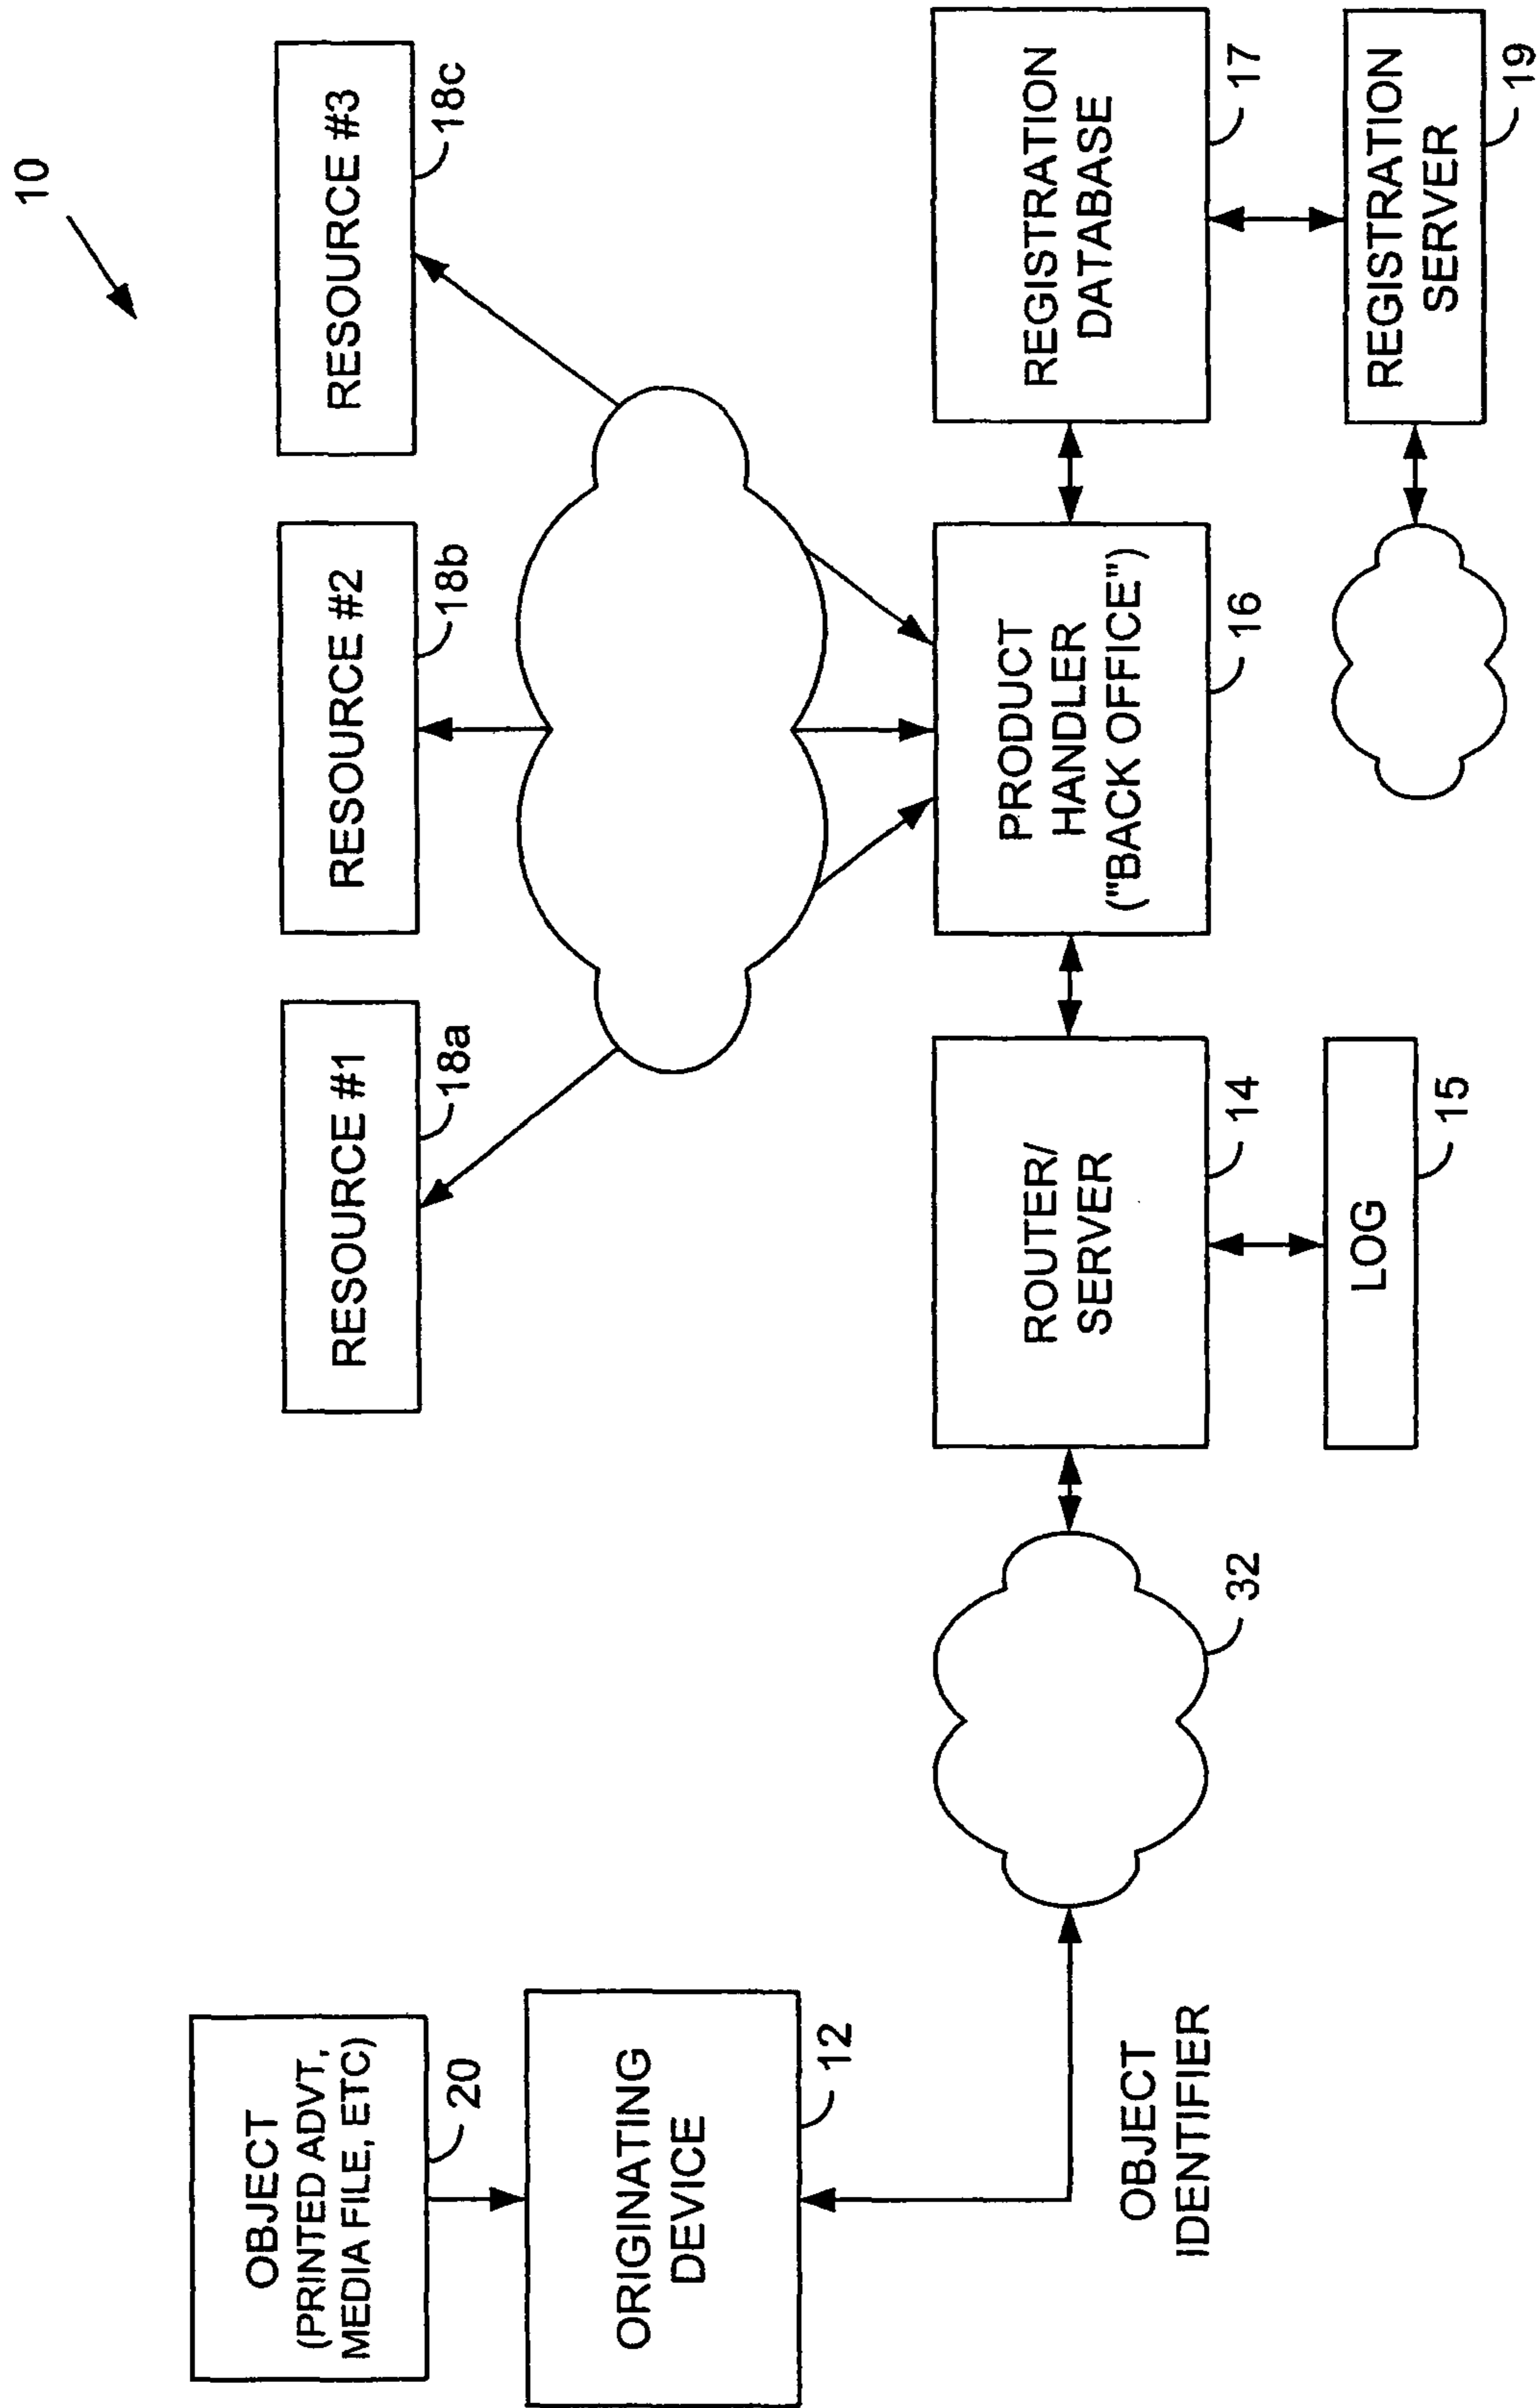 10
RESOURCE #1
18a
RESOURCE #2
18b
RESOURCE #3
18c
OBJECT
(PRINTED ADVT,
MEDIA FILE, ETC)
20
ORIGINATING
DEVICE
12
OBJECT
IDENTIFIER
32
ROUTER/
SERVER
14
LOG
15
PRODUCT
HANDLER
("BACK OFFICE")
16
REGISTRATION
DATABASE
17
REGISTRATION
SERVER
19